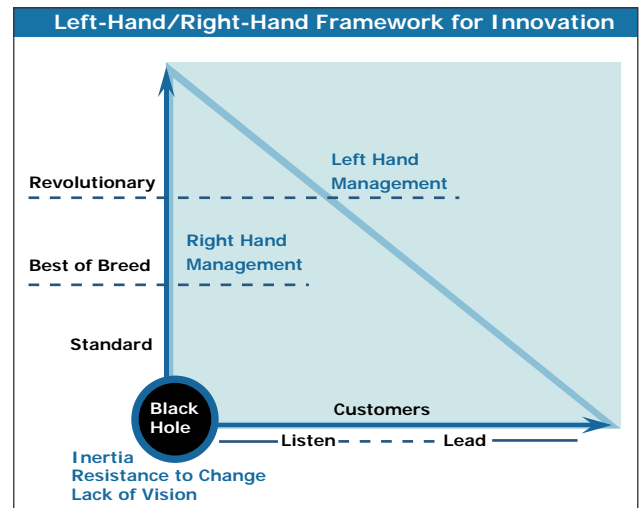 Left-Hand/Right-Hand Framework for Innovation
Left Hand
Management
Revolutionary
Right Hand
Management
Best of Breed
Standard
Black
Hole
Customers
Listen
Lead
Inertia
Resistance to Change
Lack of Vision